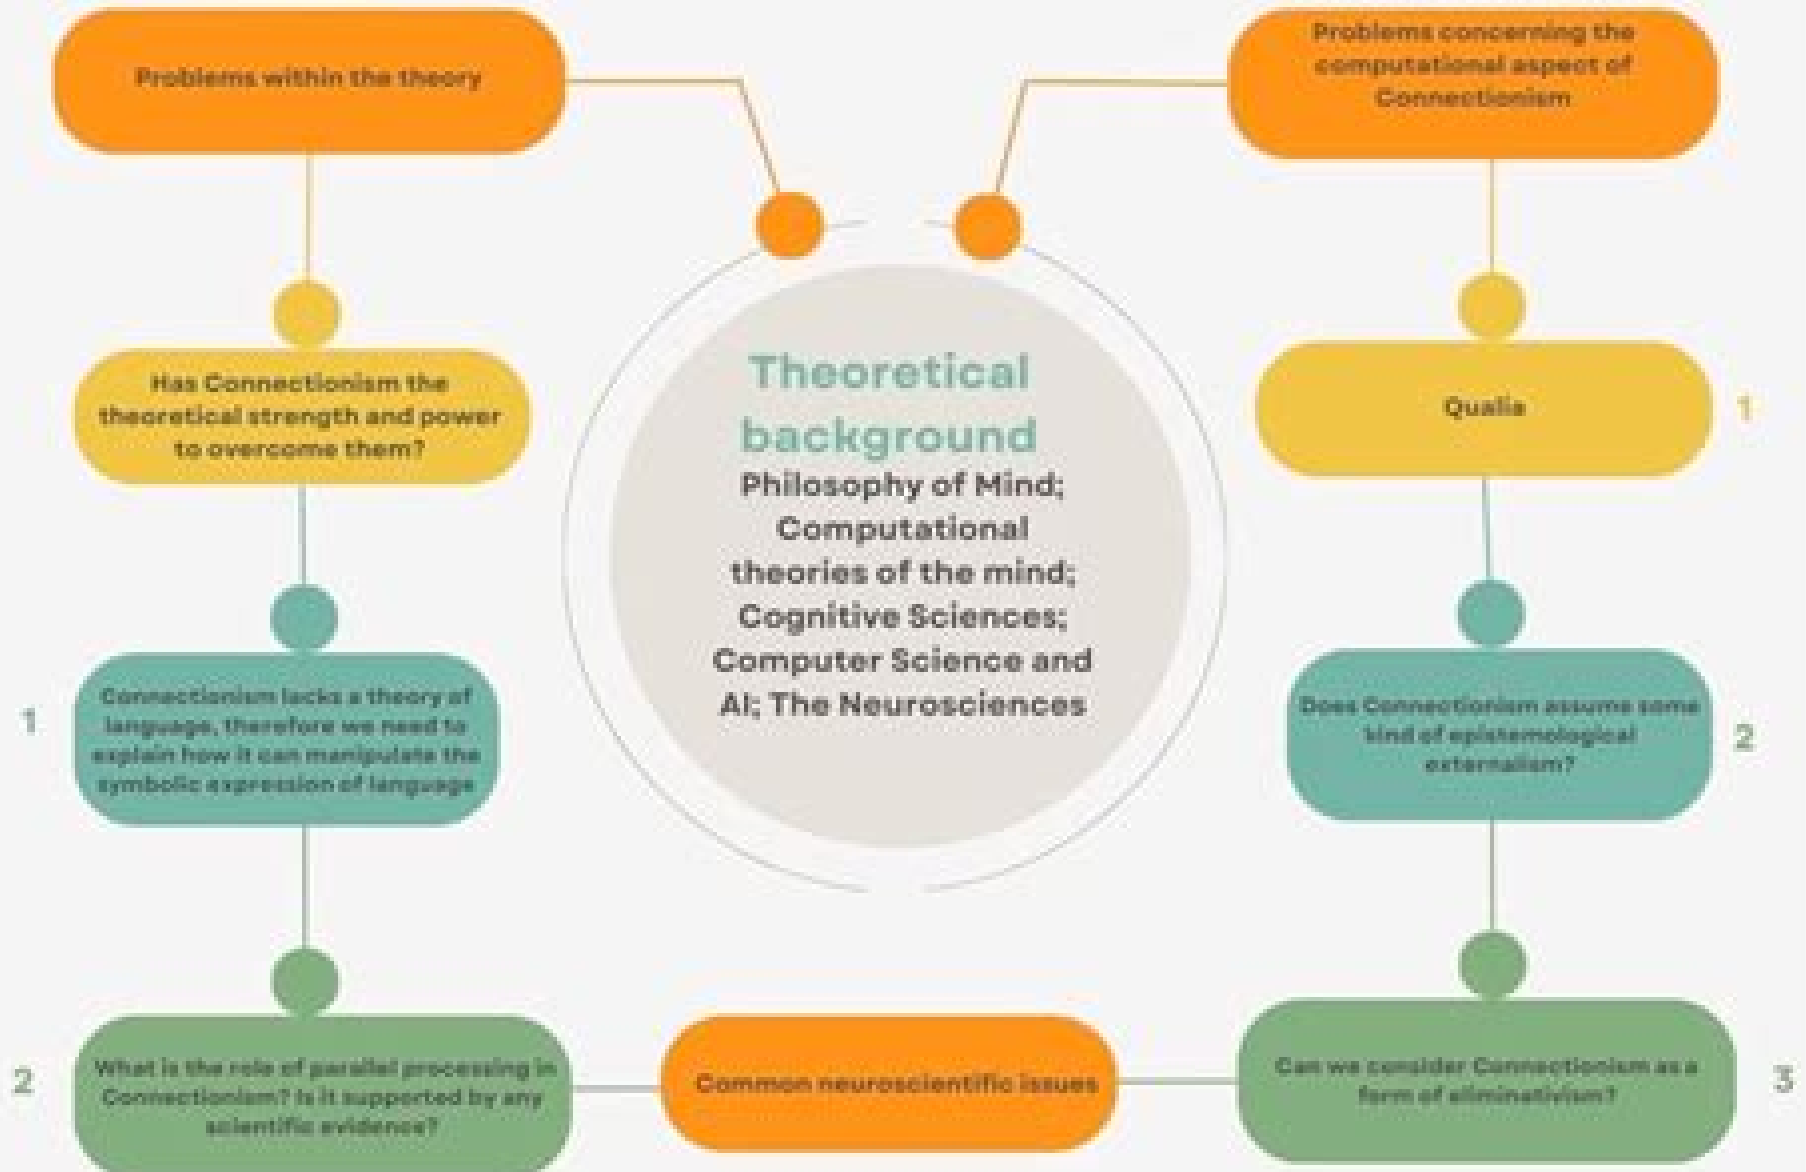 Problems within the theory
Has Connectionism the
theoretical strength and power
to overcome them?
1
Connectionism lacks a theory of
language, therefore we need to
explain how it can manipulate the
symbolic expression of language
2
What is the role of parallel processing in
Connectionism? Is it supported by any
scientific evidence?
Theoretical
background
Philosophy of Mind;
Computational
theories of the mind;
Cognitive Sciences;
Computer Science and
AI; The Neurosciences
Common neuroscientific issues
Problems concerning the
computational aspect of
Connectionism
Qualia
1
Does Connectionism assume some
kind of epistemological
externalism?
2
Can we consider Connectionism as a
form of eliminativism?
3